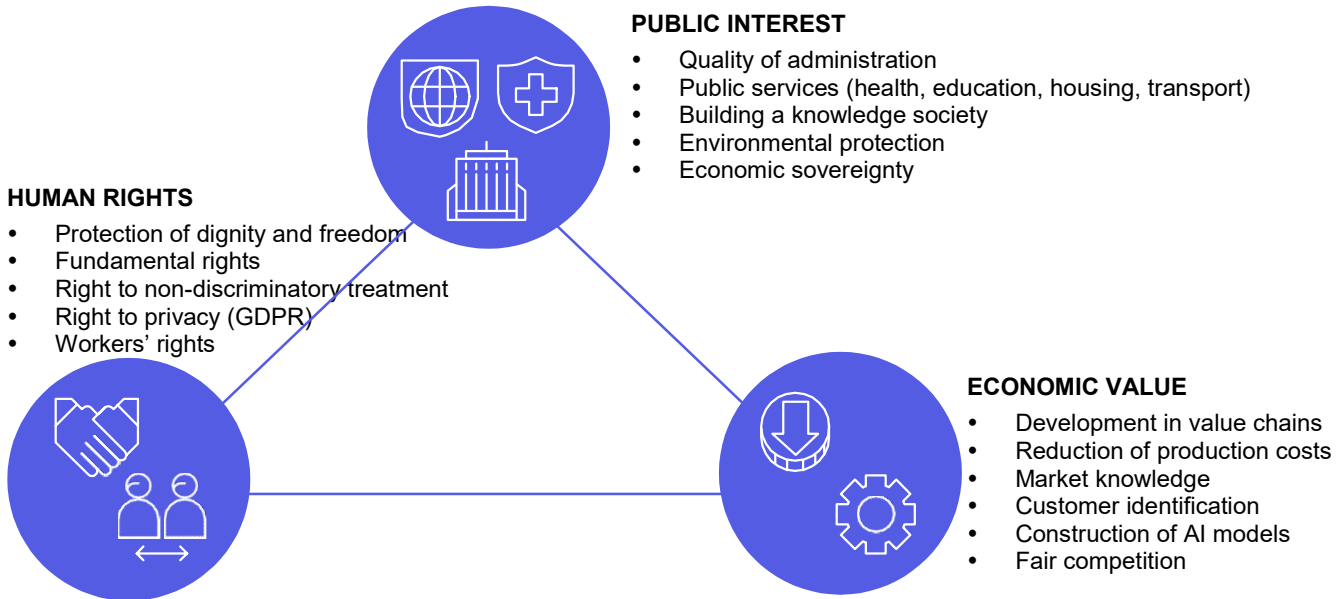 PUBLIC INTEREST
• Quality of administration
• Public services (health, education, housing, transport)
• Building a knowledge society
• Environmental protection
• Economic sovereignty
HUMAN RIGHTS
• Protection of dignity and freedom
• Fundamental rights
• Right to non-discriminatory treatment
• Right to privacy (GDPR)
• Workers’ rights
ECONOMIC VALUE
• Development in value chains
• Reduction of production costs
• Market knowledge
• Customer identification
• Construction of AI models
• Fair competition